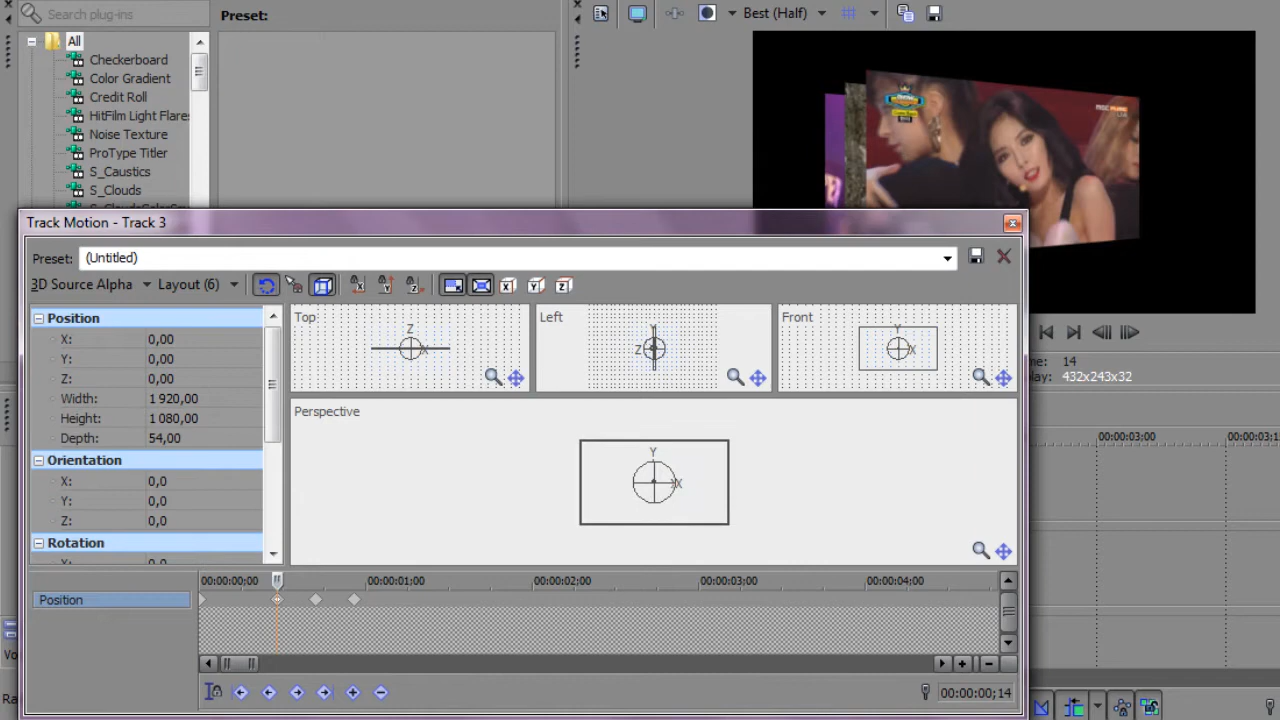 Search plug-ins
Preset:
Best (Half)
All
Checkerboard
Color Gradient
Credit Roll
HitFilm Light Flares
Noise Texture
ProType Titler
S_Caustics
S_Clouds
Track Motion - Track 3
Preset:
(Untitled)
3D Source Alpha
Layout (6)
Position
X: 0,00
Y: 0,00
Z: 0,00
Width: 1 920,00
Height: 1 080,00
Depth: 54,00
Orientation
X: 0,0
Y: 0,0
Z: 0,0
Rotation
Top
Z
X
Left
Y
Z
Front
Y
X
Perspective
Y
X
14
432x243x32
00:00:03;00
00:00:00;00
00:00:01;00
00:00:02;00
00:00:03;00
00:00:04;00
Position
00:00:00;14